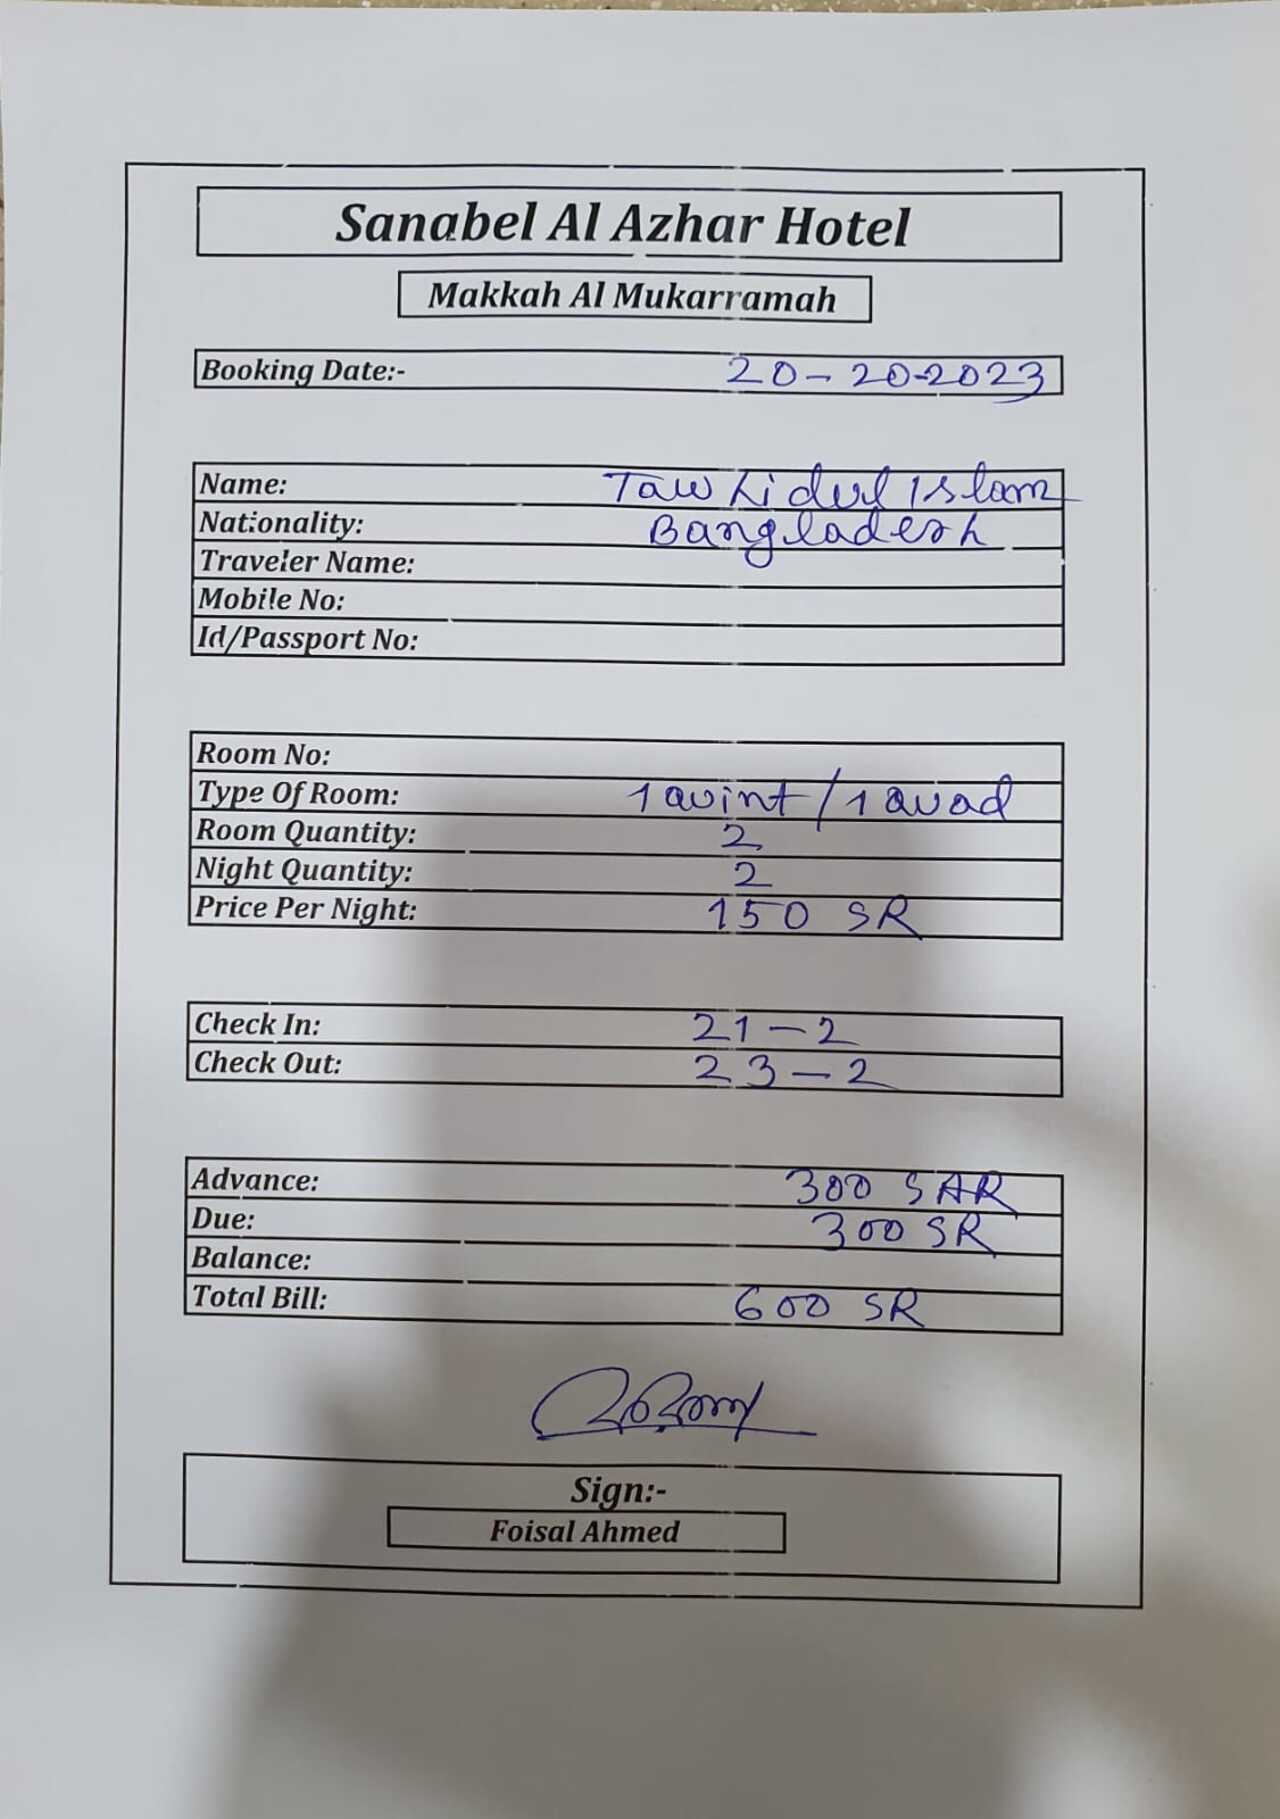 Sanabel Al Azhar Hotel
Makkah Al Mukarramah
Booking Date:- 20-20-2023
Name: Tawhidul Islam
Nationality: Bangladesh
Traveler Name:
Mobile No:
Id/Passport No:
Room No:
Type Of Room: 1 quint / 1 quad
Room Quantity: 2
Night Quantity: 2
Price Per Night: 150 SR
Check In: 21-2
Check Out: 23-2
Advance: 300 SAR
Due: 300 SR
Balance:
Total Bill: 600 SR
Sign:-
Foisal Ahmed